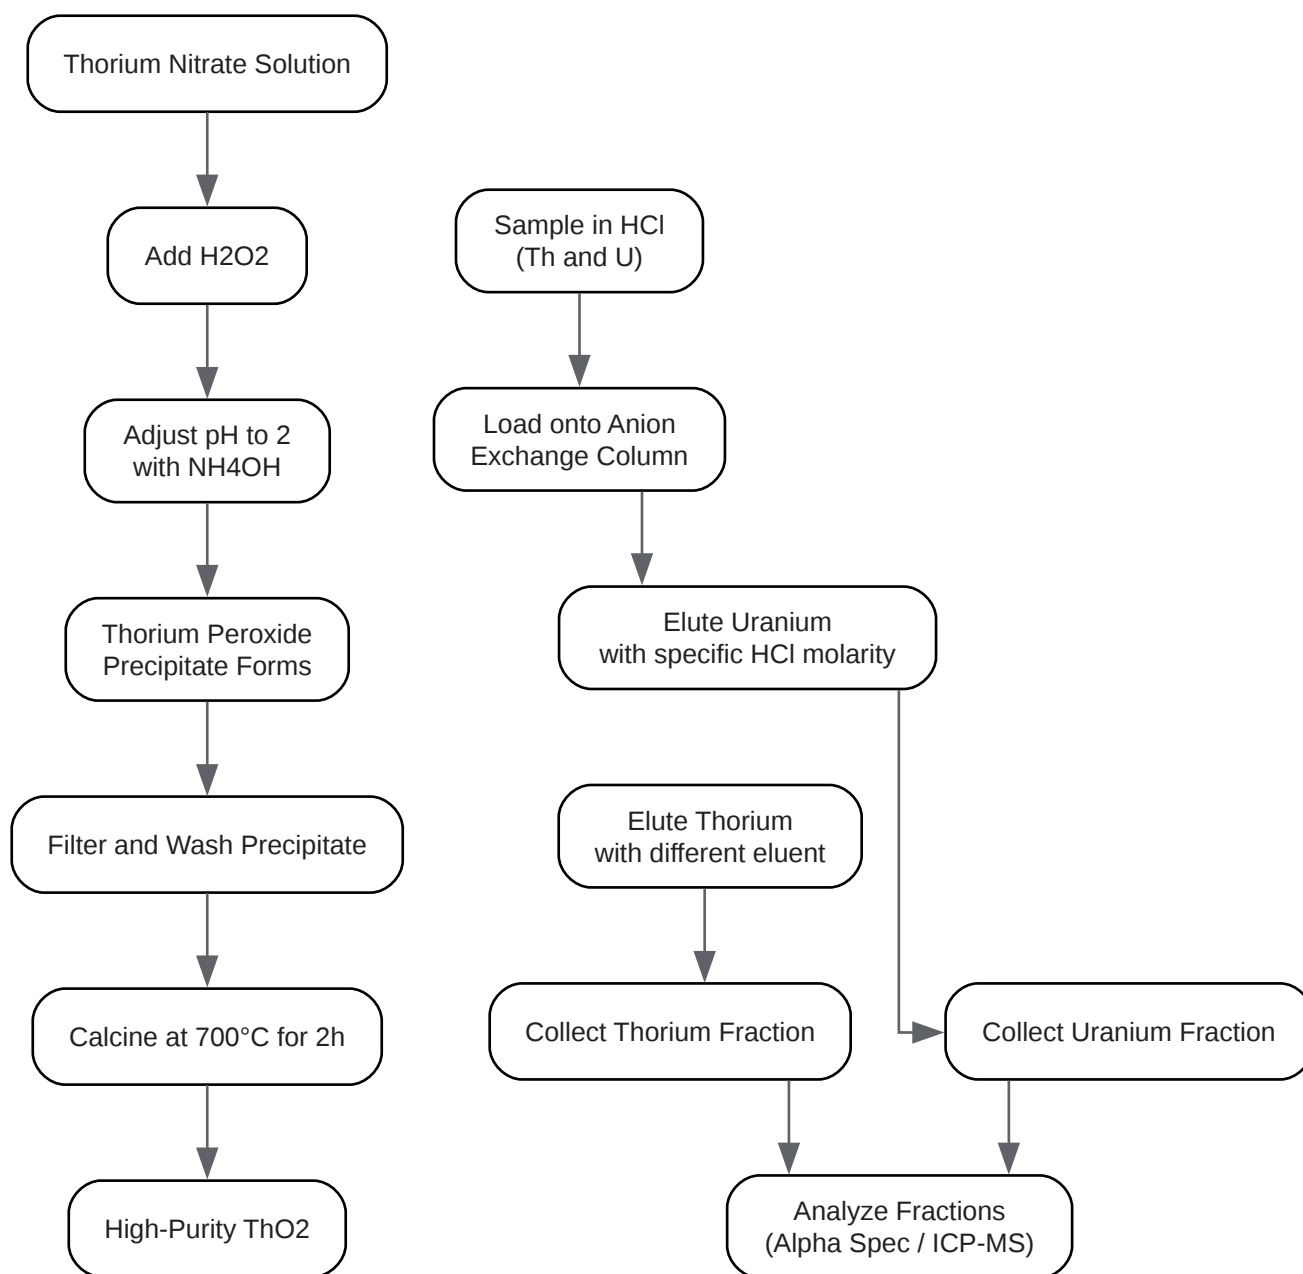 Thorium Nitrate Solution
Add H2O2
Adjust pH to 2
with NH4OH
Thorium Peroxide
Precipitate Forms
Filter and Wash Precipitate
Calcine at 700°C for 2h
High-Purity ThO2
Sample in HCl
(Th and U)
Load onto Anion
Exchange Column
Elute Uranium
with specific HCl molarity
Elute Thorium
with different eluent
Collect Thorium Fraction
Collect Uranium Fraction
Analyze Fractions
(Alpha Spec / ICP-MS)